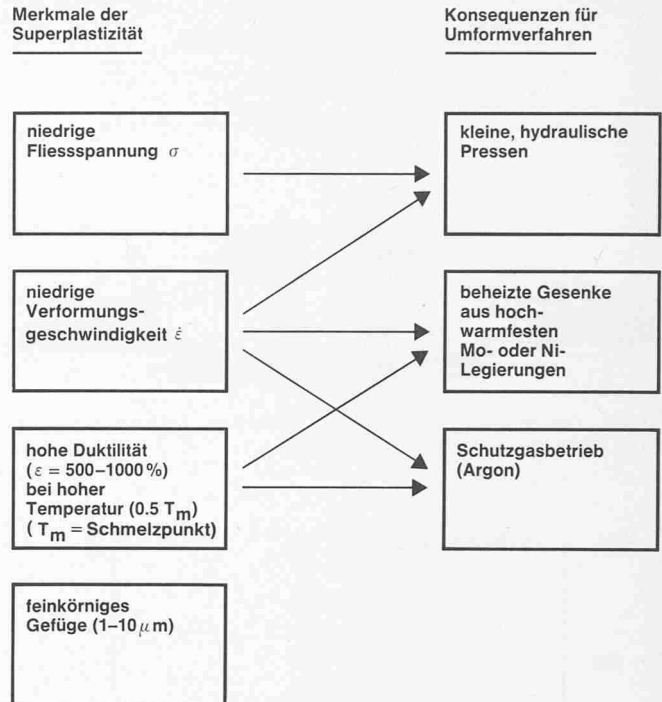 Merkmale der
Superplastizität
niedrige
Fliessspannung σ
niedrige
Verformungs-
geschwindigkeit ε̇
hohe Duktilität
(ε = 500–1000 %)
bei hoher
Temperatur (0.5 Tm)
( Tm = Schmelzpunkt)
feinkörniges
Gefüge (1–10 μm)
Konsequenzen für
Umformverfahren
kleine, hydraulische
Pressen
beheizte Gesenke
aus hoch-
warmfesten
Mo- oder Ni-
Legierungen
Schutzgasbetrieb
(Argon)